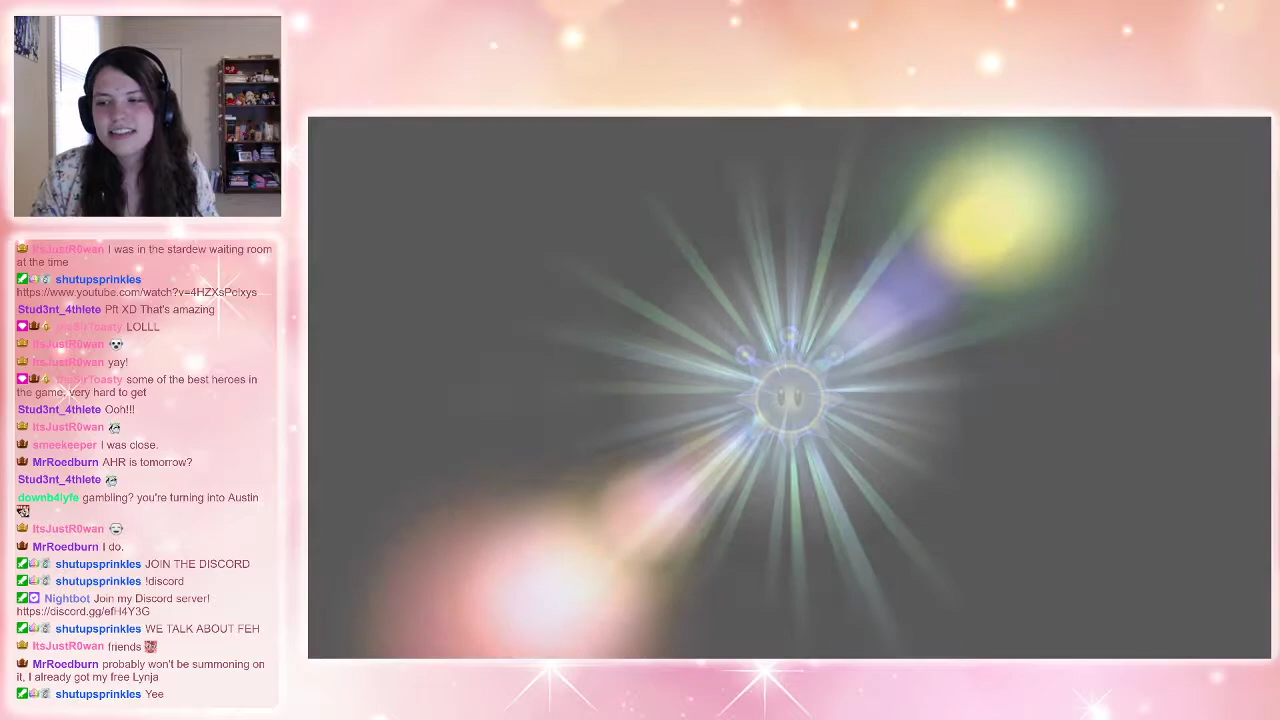 ItsJustR0wan I was in the stardew waiting room
at the time
shutupsprinkles
https://www.youtube.com/watch?v=4HZXsPclxys
Stud3nt_4thlete Pft XD That's amazing
theSirToasty LOLLL
ItsJustR0wan
ItsJustR0wan yay!
theSirToasty some of the best heroes in
the game. very hard to get
Stud3nt_4thlete Ooh!!!
ItsJustR0wan
smeekeeper I was close.
MrRoedburn AHR is tomorrow?
Stud3nt_4thlete
downb4lyfe gambling? you're turning into Austin
ItsJustR0wan
MrRoedburn I do.
shutupsprinkles JOIN THE DISCORD
shutupsprinkles !discord
Nightbot Join my Discord server!
https://discord.gg/efH4Y3G
shutupsprinkles WE TALK ABOUT FEH
ItsJustR0wan friends
MrRoedburn probably won't be summoning on
it, I already got my free Lynja
shutupsprinkles Yee